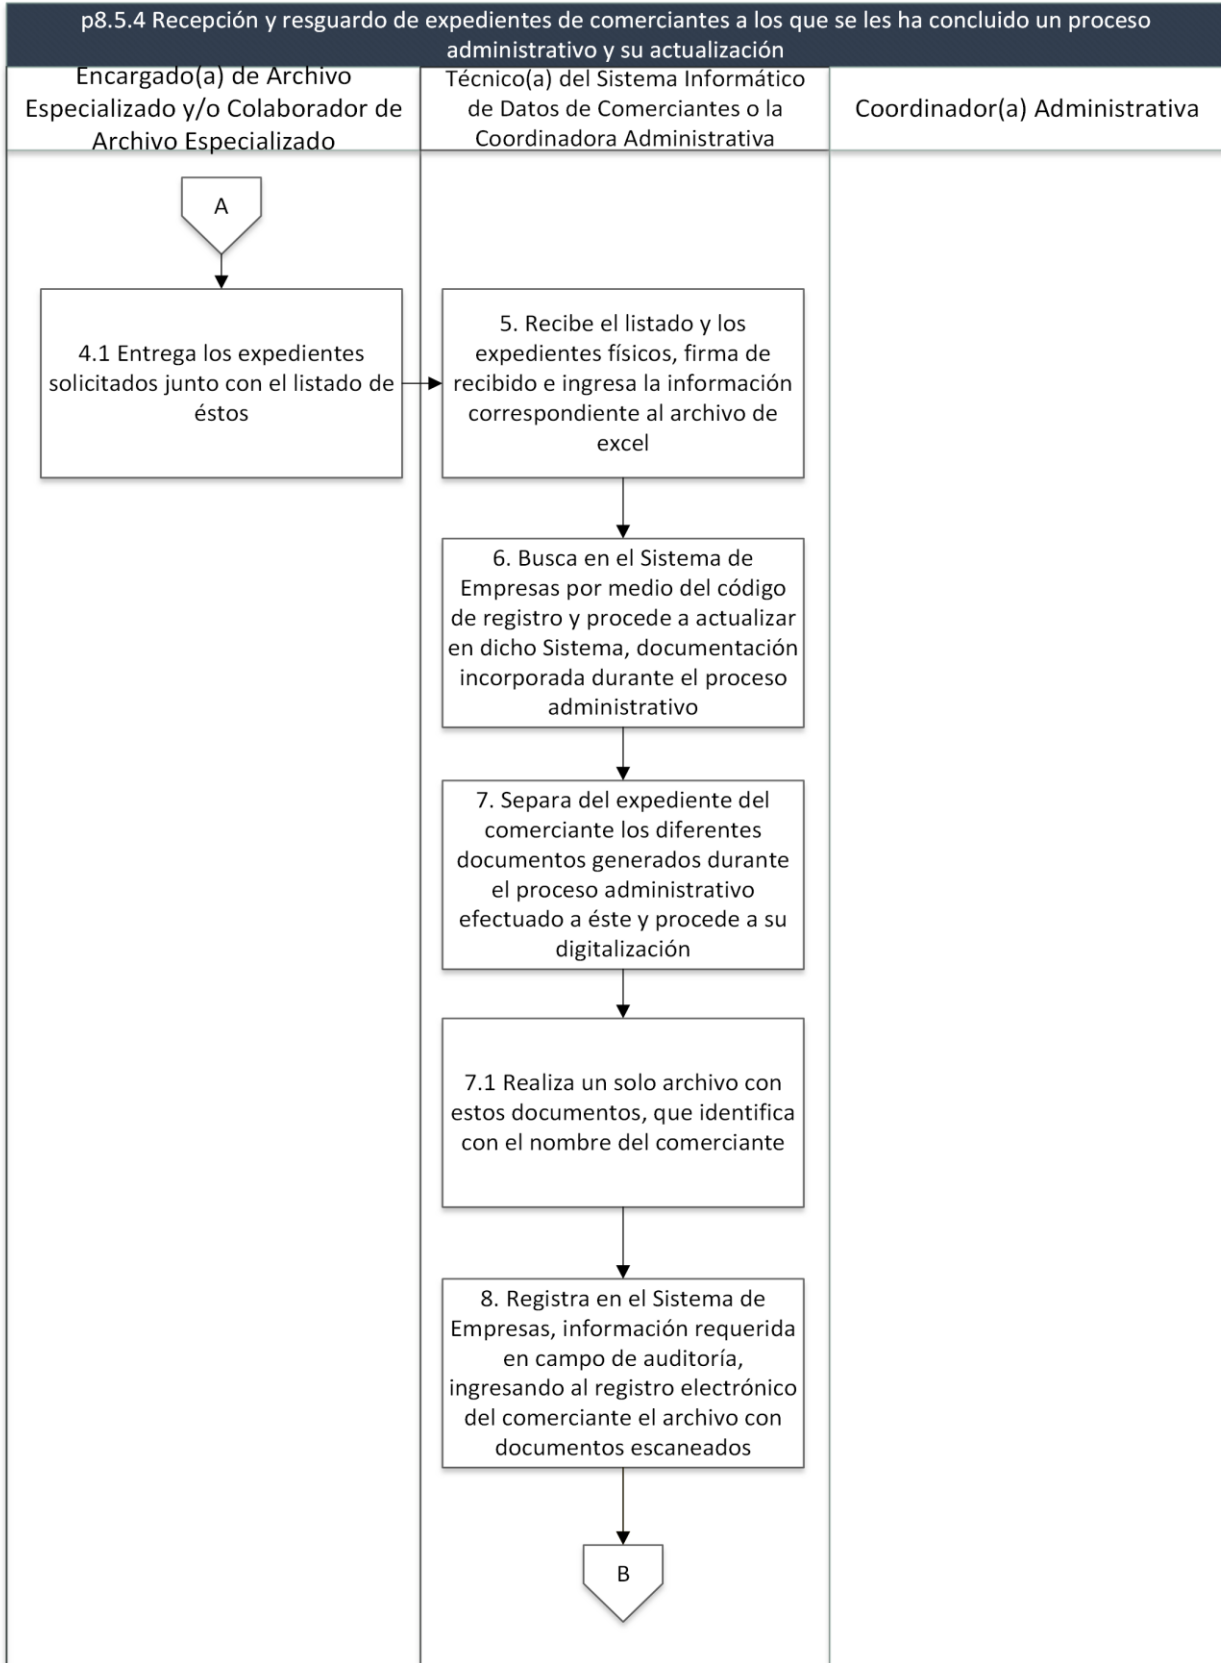 p8.5.4 Recepción y resguardo de expedientes de comerciantes a los que se les ha concluido un proceso
administrativo y su actualización
Encargado(a) de Archivo
Especializado y/o Colaborador de
Archivo Especializado
Técnico(a) del Sistema Informático
de Datos de Comerciantes o la
Coordinadora Administrativa
Coordinador(a) Administrativa
A
4.1 Entrega los expedientes
solicitados junto con el listado de
éstos
5. Recibe el listado y los
expedientes físicos, firma de
recibido e ingresa la información
correspondiente al archivo de
excel
6. Busca en el Sistema de
Empresas por medio del código
de registro y procede a actualizar
en dicho Sistema, documentación
incorporada durante el proceso
administrativo
7. Separa del expediente del
comerciante los diferentes
documentos generados durante
el proceso administrativo
efectuado a éste y procede a su
digitalización
7.1 Realiza un solo archivo con
estos documentos, que identifica
con el nombre del comerciante
8. Registra en el Sistema de
Empresas, información requerida
en campo de auditoría,
ingresando al registro electrónico
del comerciante el archivo con
documentos escaneados
B